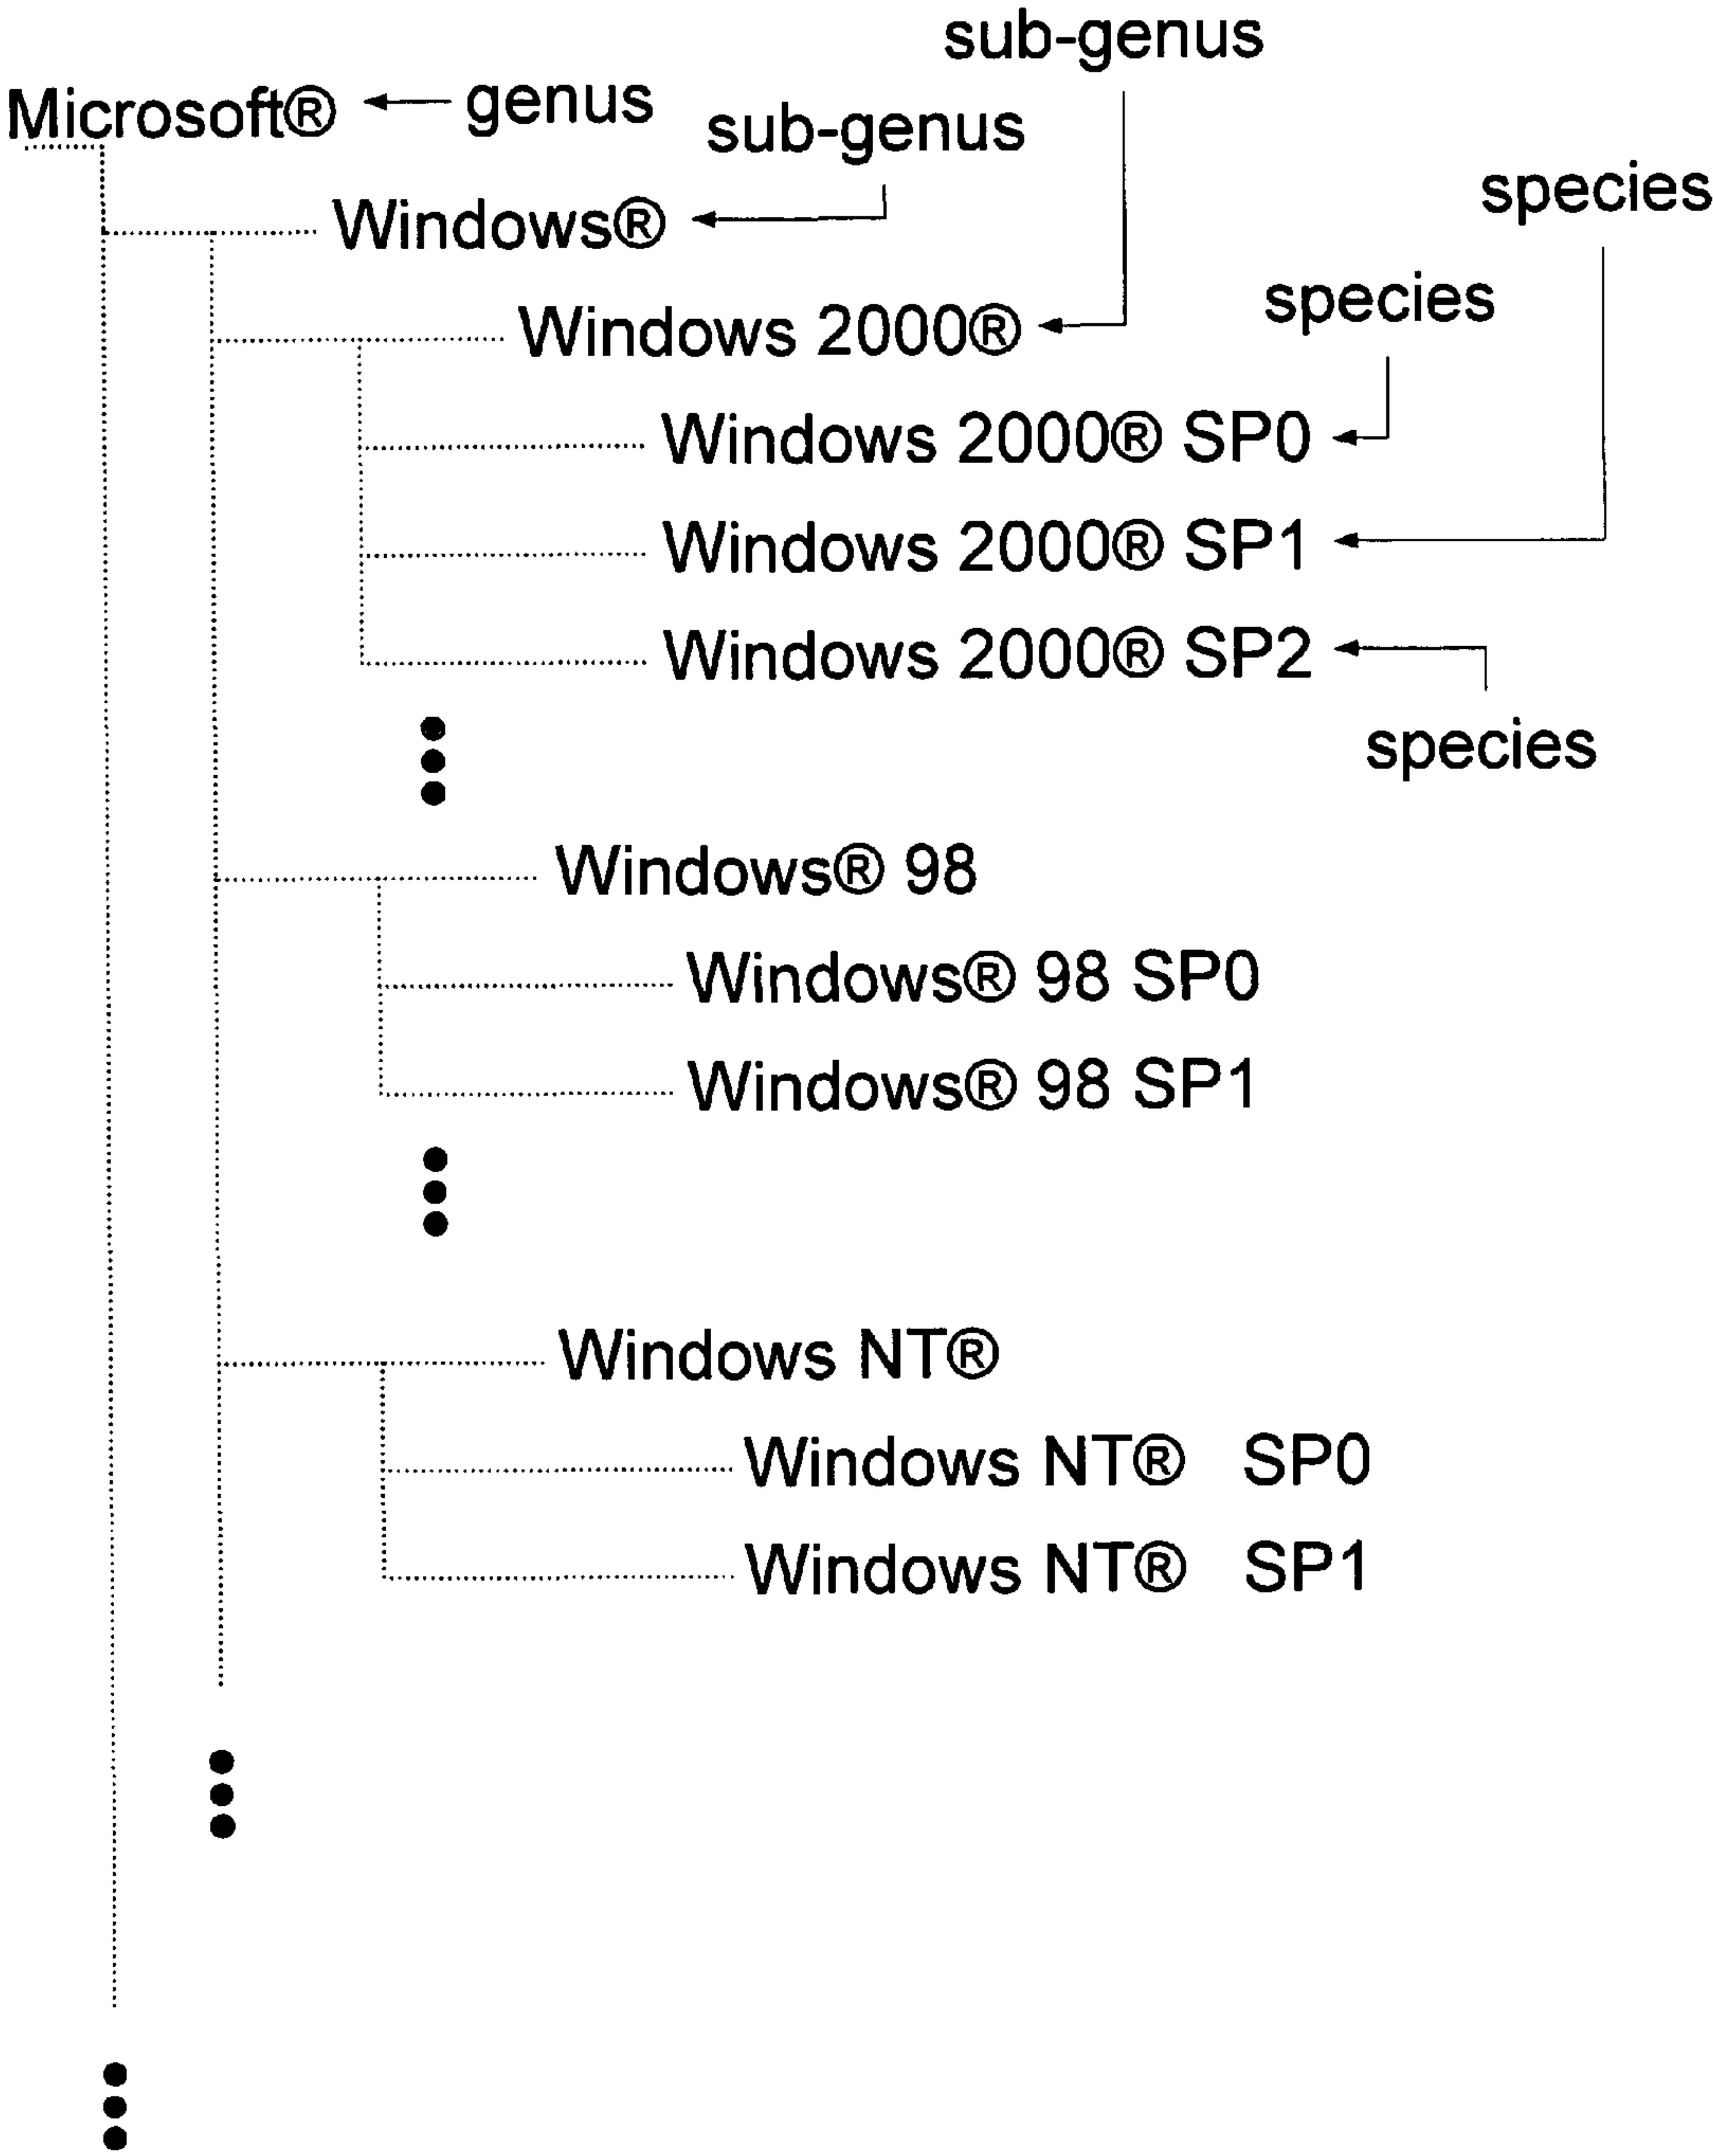 sub-genus
Microsoft® genus
sub-genus
species
Windows®
species
Windows 2000®
Windows 2000® SP0
Windows 2000® SP1
Windows 2000® SP2
species
Windows® 98
Windows® 98 SP0
Windows® 98 SP1
Windows NT®
Windows NT® SP0
Windows NT® SP1